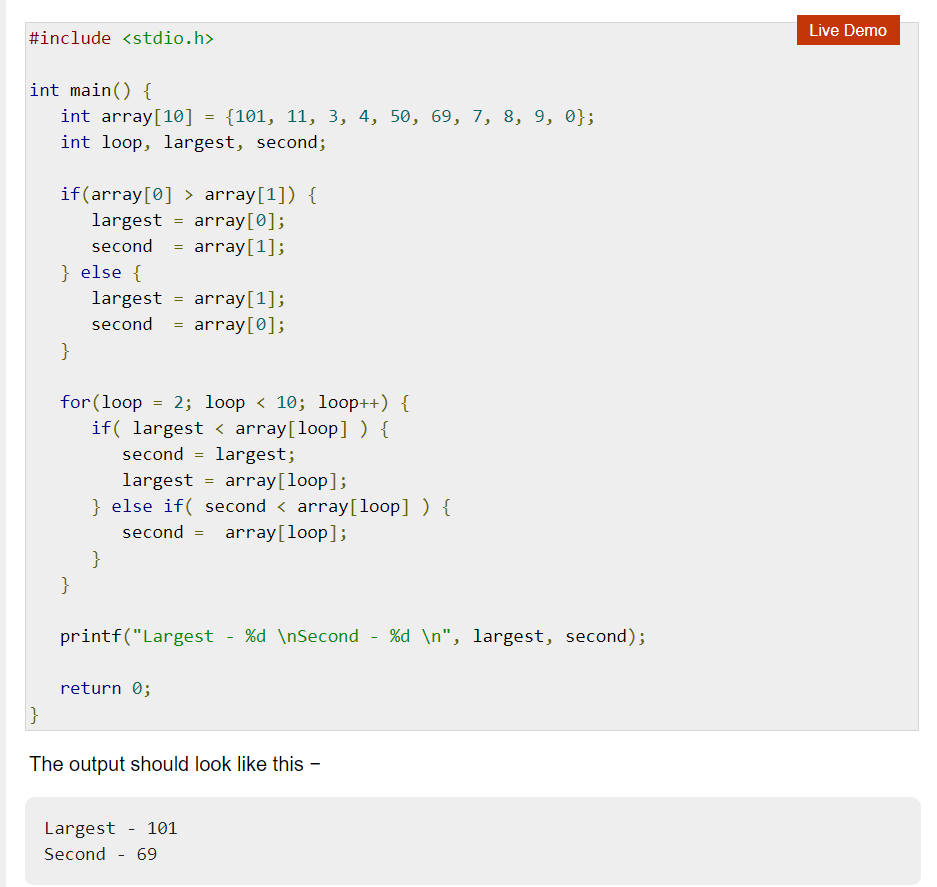 Live Demo
#include <stdio.h>

int main() {
   int array[10] = {101, 11, 3, 4, 50, 69, 7, 8, 9, 0};
   int loop, largest, second;

   if(array[0] > array[1]) {
      largest = array[0];
      second  = array[1];
   } else {
      largest = array[1];
      second  = array[0];
   }

   for(loop = 2; loop < 10; loop++) {
      if( largest < array[loop] ) {
         second = largest;
         largest = array[loop];
      } else if( second < array[loop] ) {
         second =  array[loop];
      }
   }

   printf("Largest - %d \nSecond - %d \n", largest, second);

   return 0;
}
The output should look like this −
Largest - 101
Second - 69